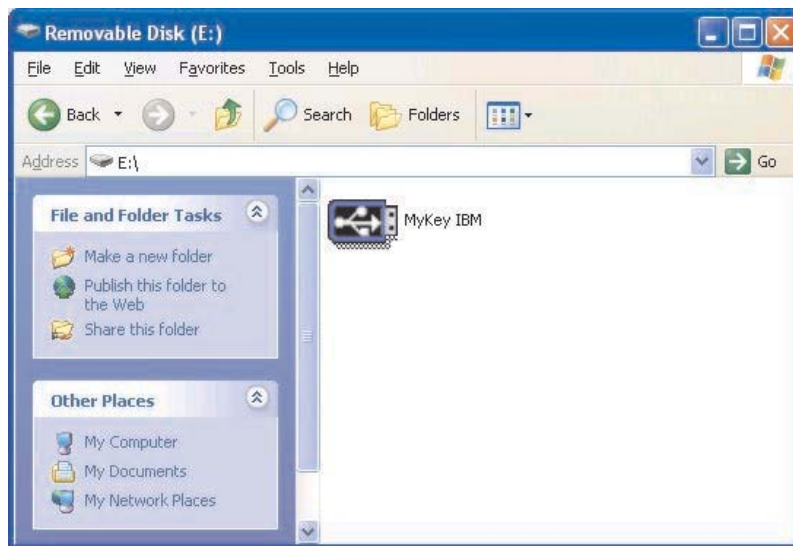 Removable Disk (E:)
File Edit View Favorites Tools Help
Back Search Folders
Address E:\ Go
File and Folder Tasks
Make a new folder
Publish this folder to
the Web
Share this folder
Other Places
My Computer
My Documents
My Network Places
MyKey IBM